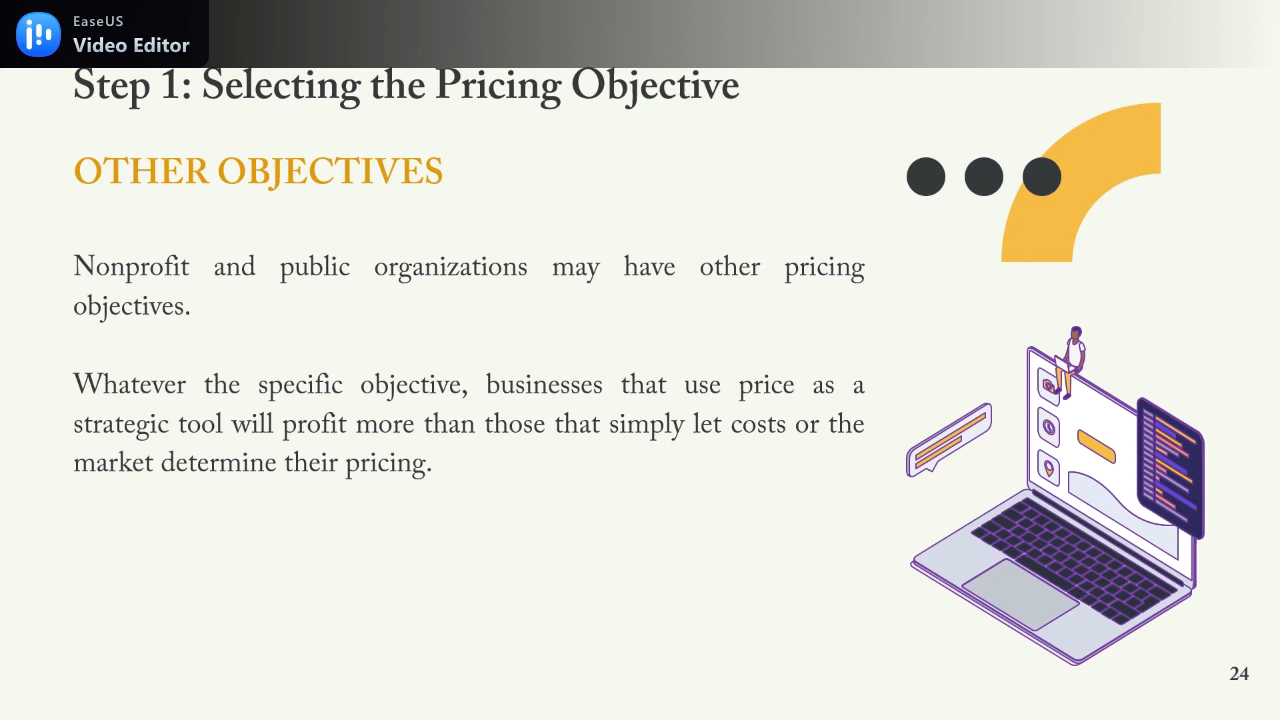 EaseUS
Video Editor
Step 1: Selecting the Pricing Objective
OTHER OBJECTIVES
Nonprofit and public organizations may have other pricing
objectives.
Whatever the specific objective, businesses that use price as a
strategic tool will profit more than those that simply let costs or the
market determine their pricing.
24